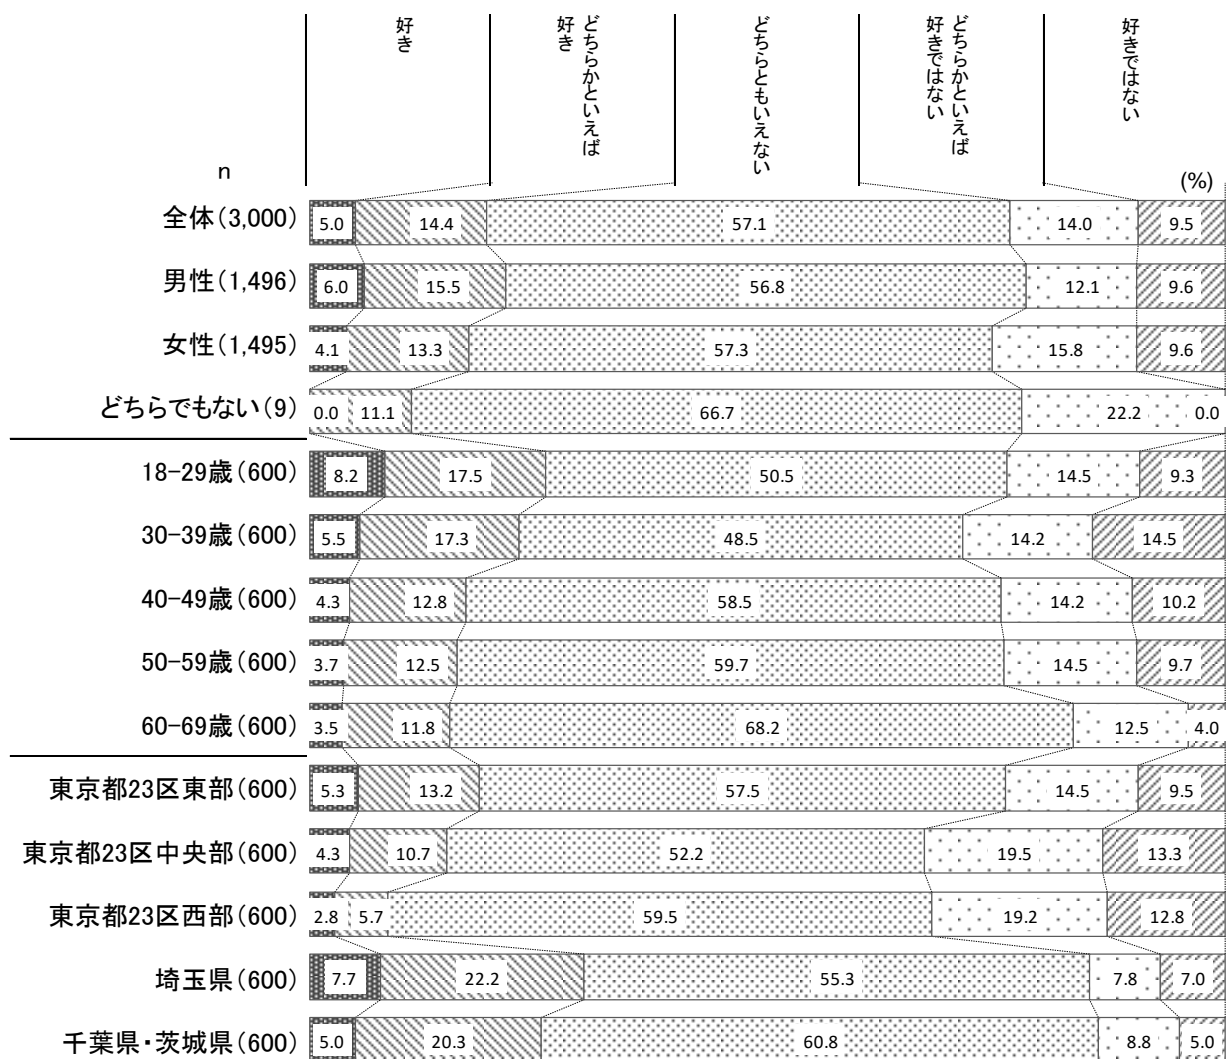 好き
どちらかといえば
好き
どちらともいえない
どちらかといえば
好きではない
好きではない
n
(%)
全体(3,000) 5.0 14.4 57.1 14.0 9.5
男性(1,496) 6.0 15.5 56.8 12.1 9.6
女性(1,495) 4.1 13.3 57.3 15.8 9.6
どちらでもない(9) 0.0 11.1 66.7 22.2 0.0
18-29歳(600) 8.2 17.5 50.5 14.5 9.3
30-39歳(600) 5.5 17.3 48.5 14.2 14.5
40-49歳(600) 4.3 12.8 58.5 14.2 10.2
50-59歳(600) 3.7 12.5 59.7 14.5 9.7
60-69歳(600) 3.5 11.8 68.2 12.5 4.0
東京都23区東部(600) 5.3 13.2 57.5 14.5 9.5
東京都23区中央部(600) 4.3 10.7 52.2 19.5 13.3
東京都23区西部(600) 2.8 5.7 59.5 19.2 12.8
埼玉県(600) 7.7 22.2 55.3 7.8 7.0
千葉県・茨城県(600) 5.0 20.3 60.8 8.8 5.0